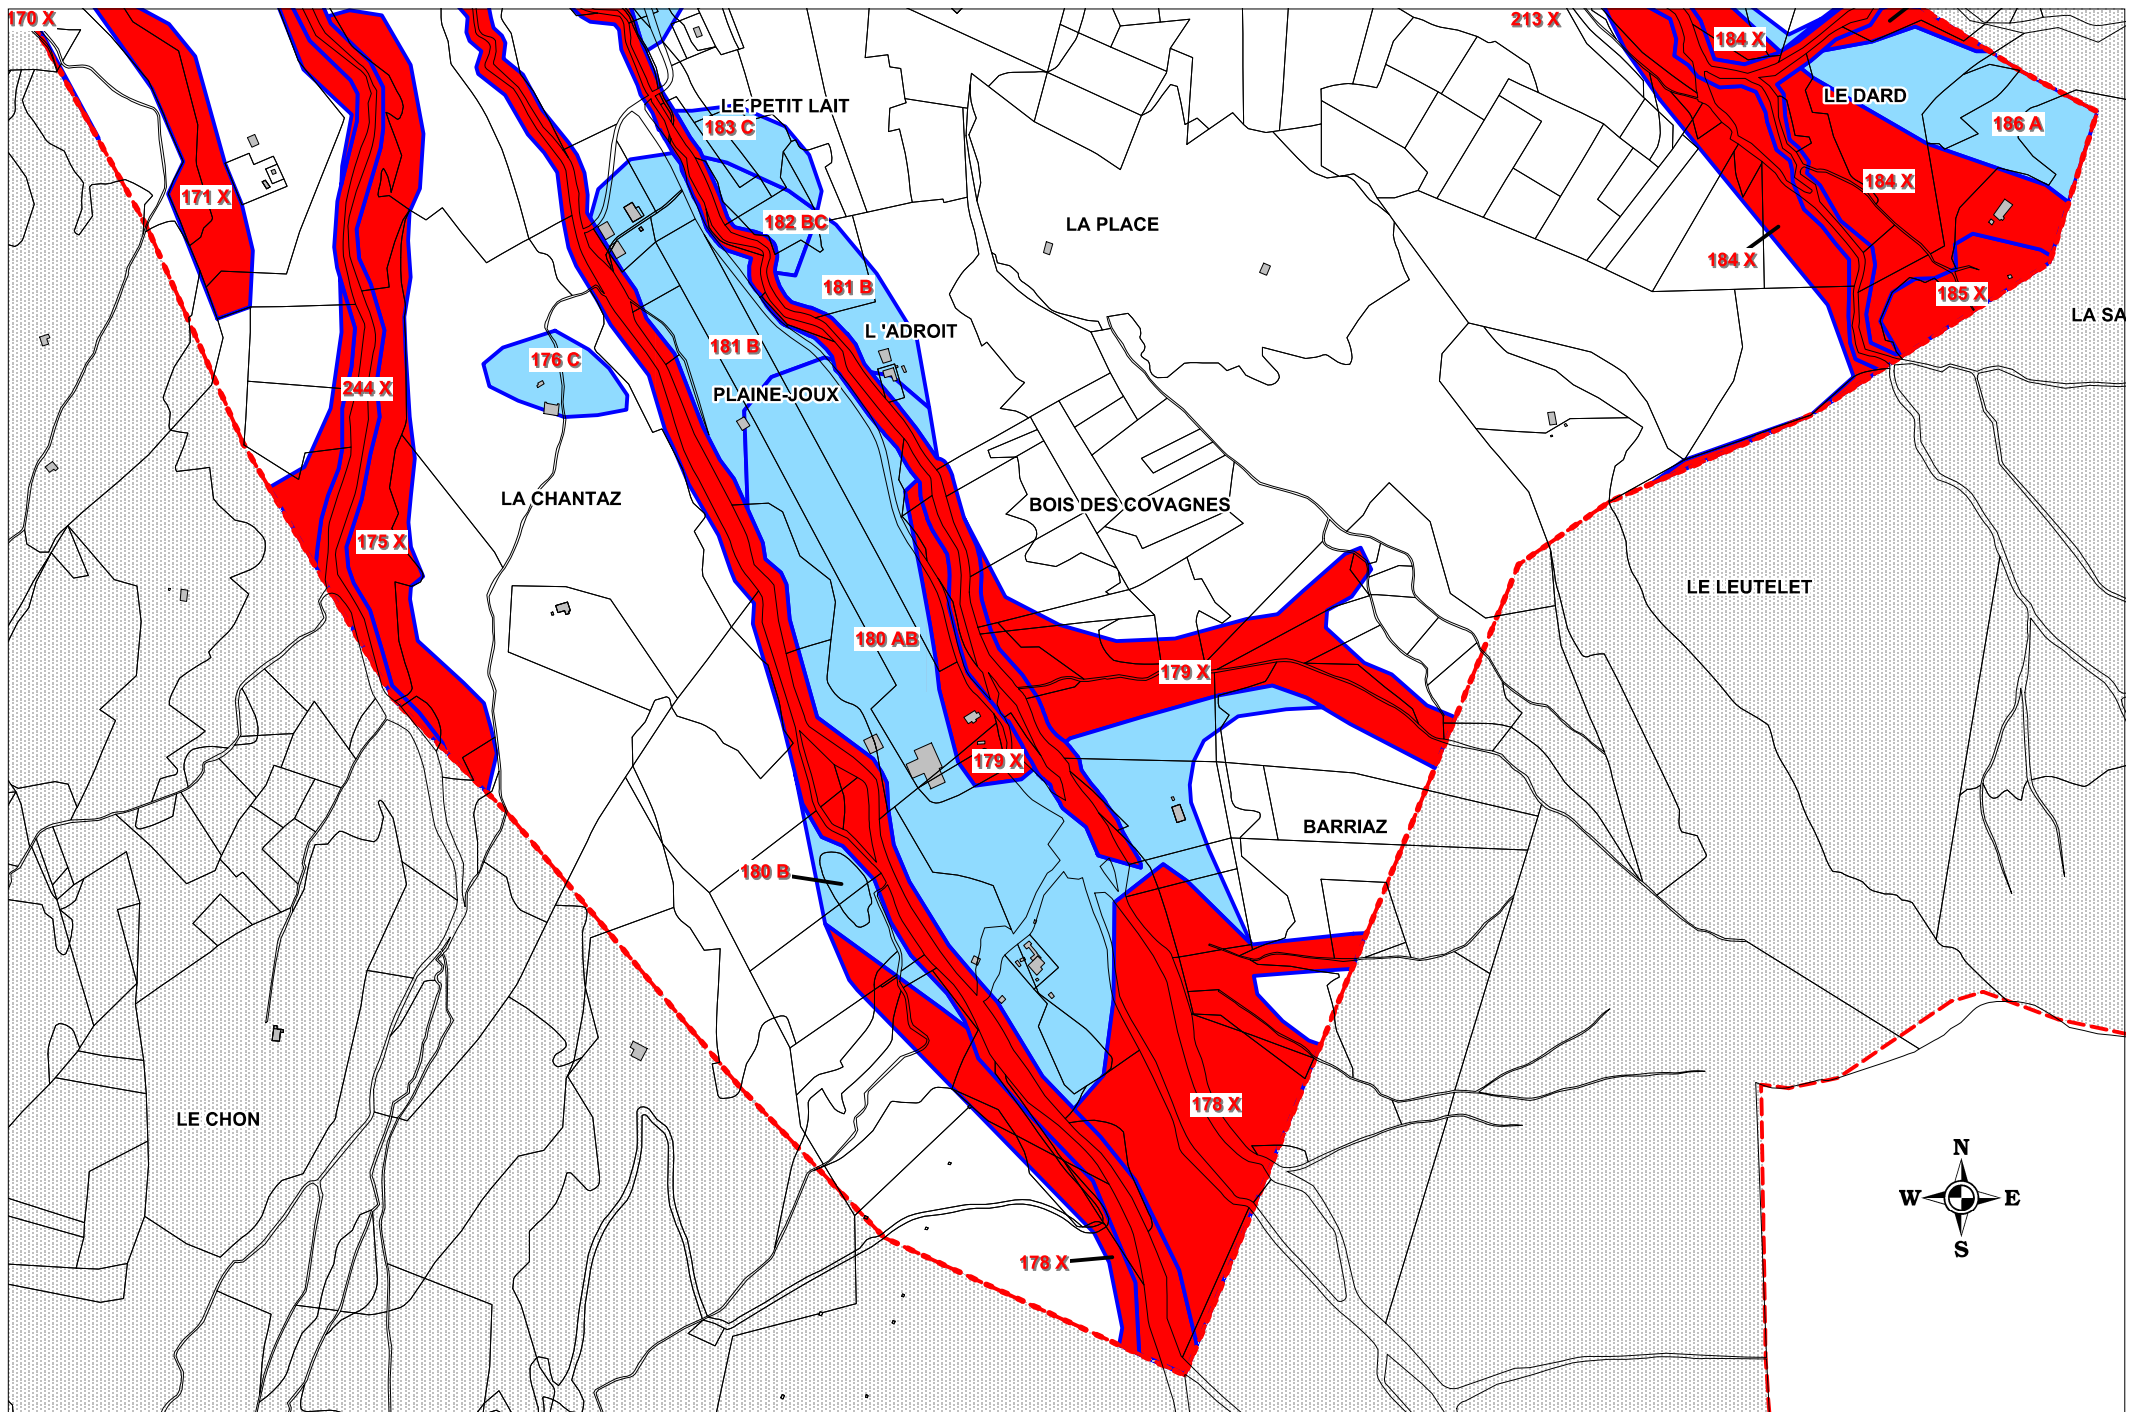 170 X
213 X
184 X
LE DARD
LE PETIT LAIT
183 C
186 A
171 X
184 X
182 BC
LA PLACE
184 X
181 B
185 X
LA SA
L 'ADROIT
181 B
176 C
244 X
PLAINE-JOUX
LA CHANTAZ
BOIS DES COVAGNES
175 X
LE LEUTELET
180 AB
179 X
179 X
BARRIAZ
180 B
178 X
LE CHON
N
W E
S
178 X